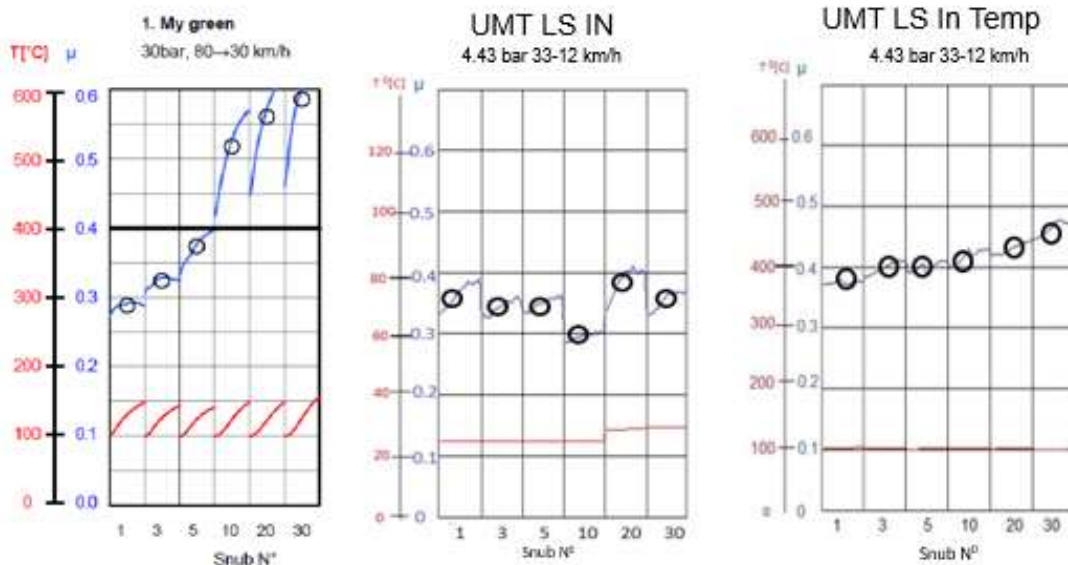 1. My green
30bar, 80→30 km/h
T[°C] μ
600 0.6
500 0.5
400 0.4
300 0.3
200 0.2
100 0.1
0 0.0
1 3 5 10 20 30
Snub N°
UMT LS IN
4.43 bar 33-12 km/h
T⁰[c] μ
120 0.6
100 0.5
80 0.4
60 0.3
40 0.2
20 0.1
0 0
1 3 5 10 20 30
Snub Nº
UMT LS In Temp
4.43 bar 33-12 km/h
T⁰[c] μ
600 0.6
500 0.5
400 0.4
300 0.3
200 0.2
100 0.1
0 0
1 3 5 10 20 30
Snub Nº